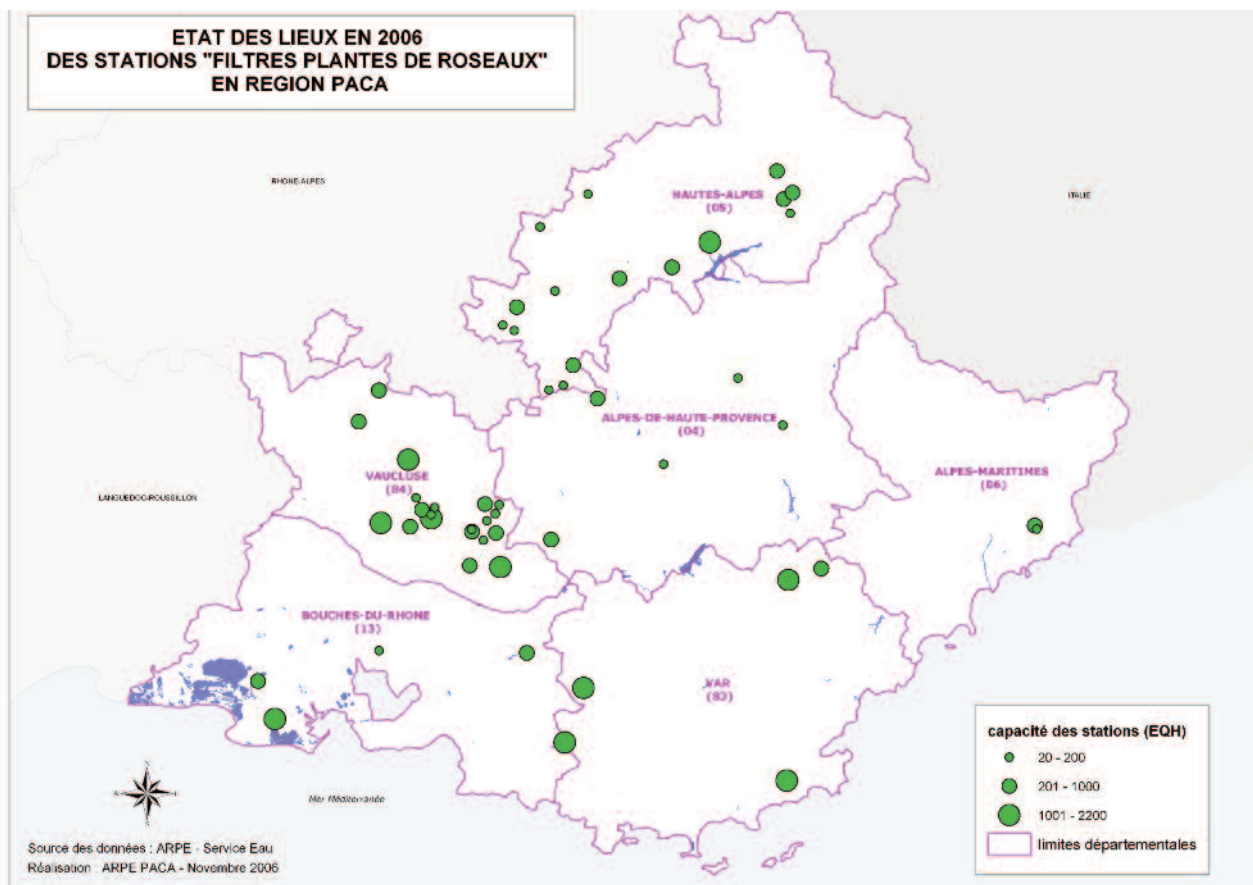 ETAT DES LIEUX EN 2006
DES STATIONS "FILTRES PLANTES DE ROSEAUX"
EN REGION PACA
RHONE-ALPES
HAUTES-ALPES
(05)
ITALIE
ALPES-DE-HAUTE-PROVENCE
(04)
ALPES-MARITIMES
(06)
VAUCLUSE
(84)
LANGUEDOC-ROUSSILLON
BOUCHES-DU-RHONE
(13)
VAR
(83)
capacité des stations (EQH)
20 - 200
201 - 1000
1001 - 2200
limites départementales
Mer Méditerranée
Source des données : ARPE - Service Eau
Réalisation : ARPE PACA - Novembre 2006